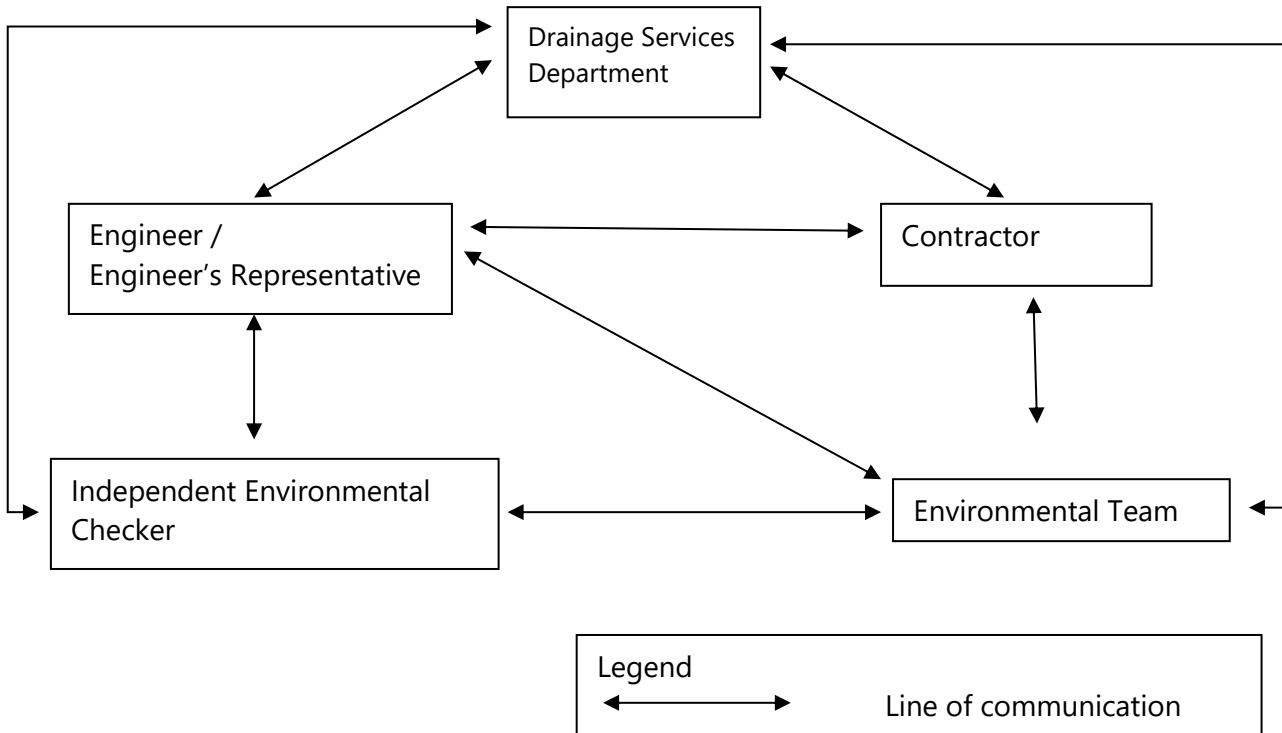 Drainage Services
Department
Engineer /
Engineer’s Representative
Contractor
Independent Environmental
Checker
Environmental Team
Legend
Line of communication